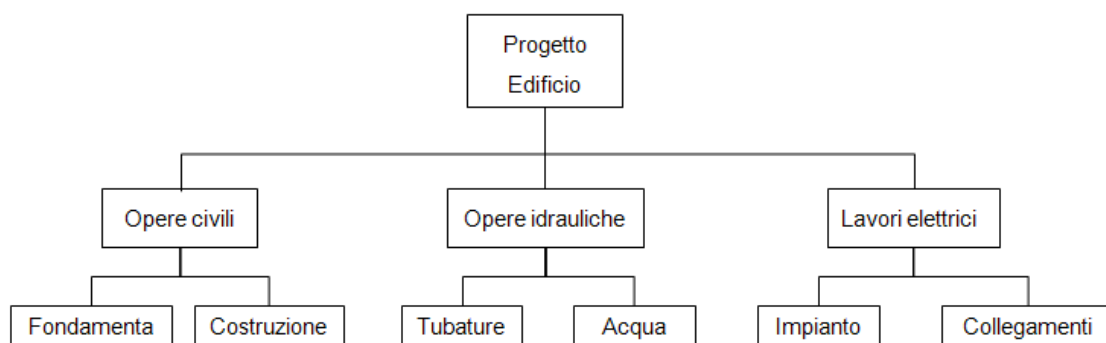 Progetto
Edificio
Opere civili
Opere idrauliche
Lavori elettrici
Fondamenta
Costruzione
Tubature
Acqua
Impianto
Collegamenti